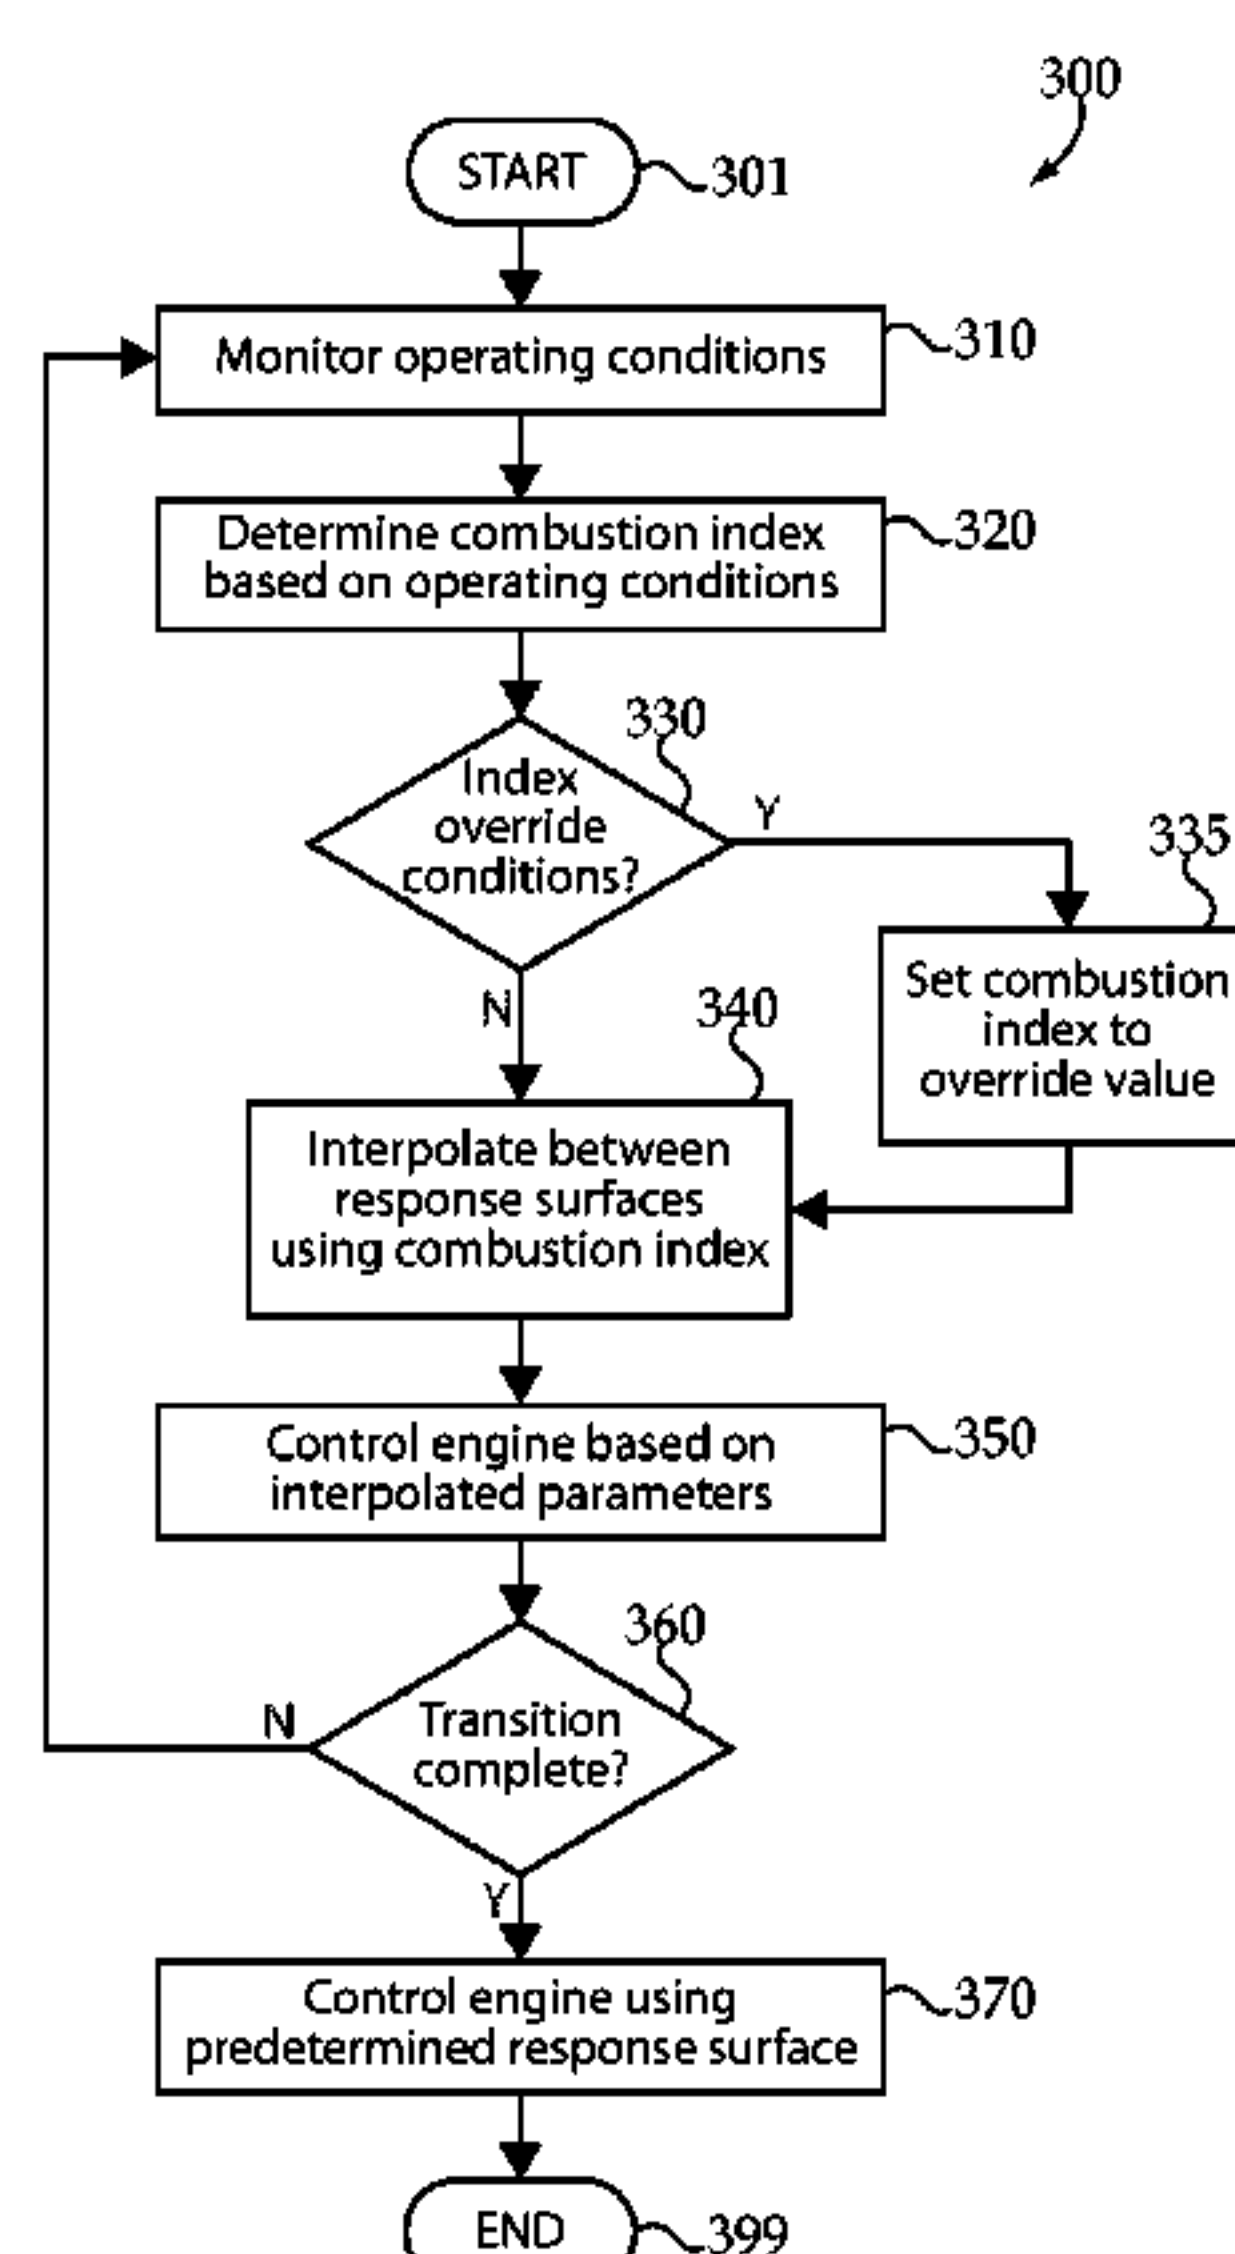 300
START
301
Monitor operating conditions
310
Determine combustion index
based on operating conditions
320
330
Index
override
conditions?
Y
N
335
Set combustion
index to
override value
340
Interpolate between
response surfaces
using combustion index
Control engine based on
interpolated parameters
350
360
Transition
complete?
N
Y
Control engine using
predetermined response surface
370
END
399